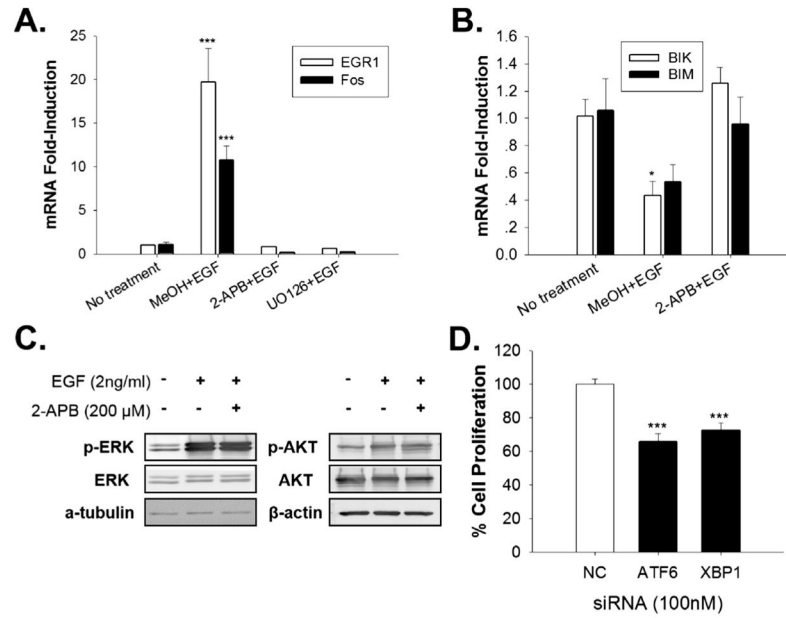 A.
mRNA Fold-Induction
25
20
15
10
5
0
***
***
EGR1
Fos
No treatment
MeOH+EGF
2-APB+EGF
UO126+EGF
B.
mRNA Fold-Induction
1.6
1.4
1.2
1.0
.8
.6
.4
.2
0.0
*
BIK
BIM
No treatment
MeOH+EGF
2-APB+EGF
C.
EGF (2ng/ml) - + + - + +
2-APB (200 µM) - - + - - +
p-ERK
ERK
a-tubulin
p-AKT
AKT
β-actin
D.
% Cell Proliferation
120
100
80
60
40
20
0
***
***
NC ATF6 XBP1
siRNA (100nM)